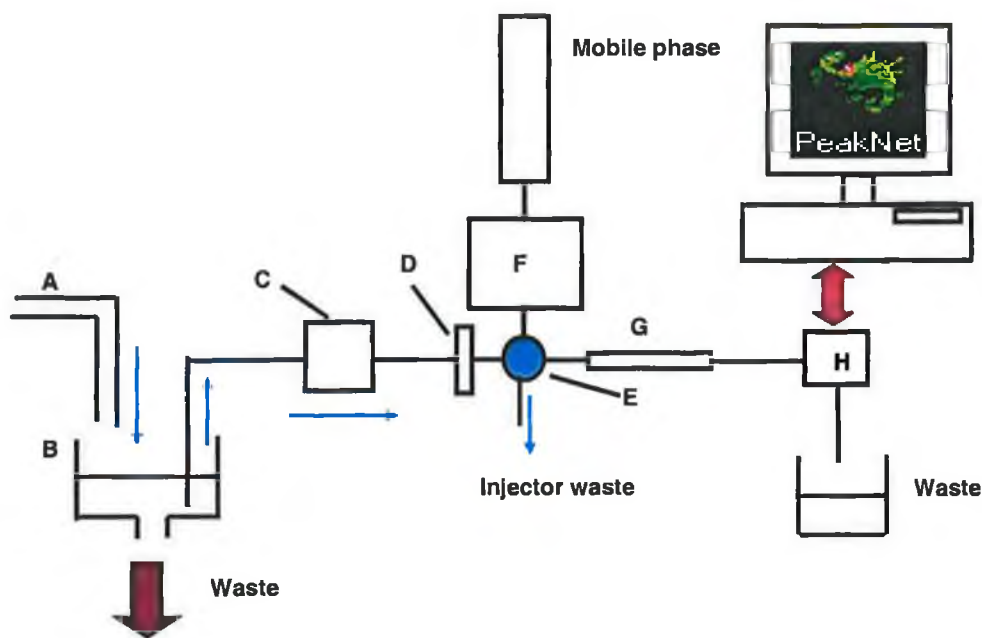 Mobile phase
PeakNet
A
C
D
F
G
H
E
B
Injector waste
Waste
Waste